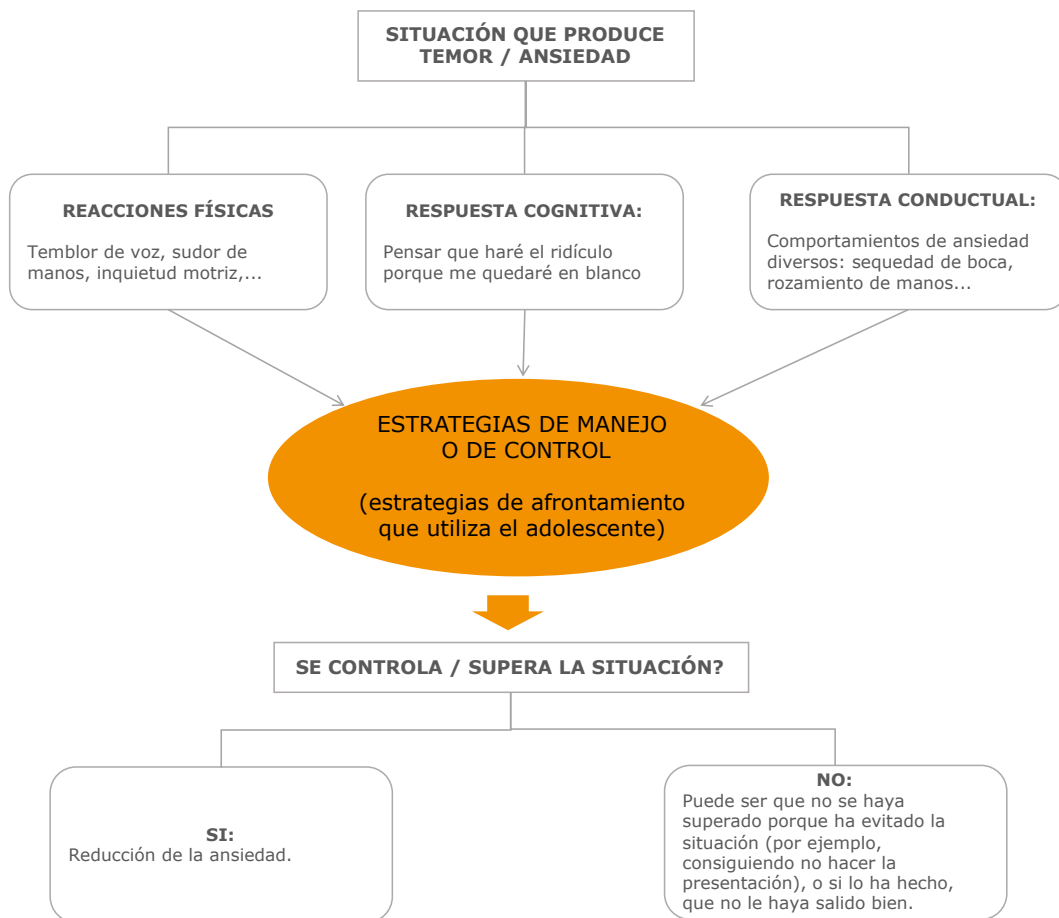 SITUACIÓN QUE PRODUCE
TEMOR / ANSIEDAD
REACCIONES FÍSICAS
Temblor de voz, sudor de
manos, inquietud motriz,...
RESPUESTA COGNITIVA:
Pensar que haré el ridículo
porque me quedaré en blanco
RESPUESTA CONDUCTUAL:
Comportamientos de ansiedad
diversos: sequedad de boca,
rozamiento de manos...
ESTRATEGIAS DE MANEJO
O DE CONTROL
(estrategias de afrontamiento
que utiliza el adolescente)
SE CONTROLA / SUPERA LA SITUACIÓN?
SI:
Reducción de la ansiedad.
NO:
Puede ser que no se haya
superado porque ha evitado la
situación (por ejemplo,
consiguiendo no hacer la
presentación), o si lo ha hecho,
que no le haya salido bien.